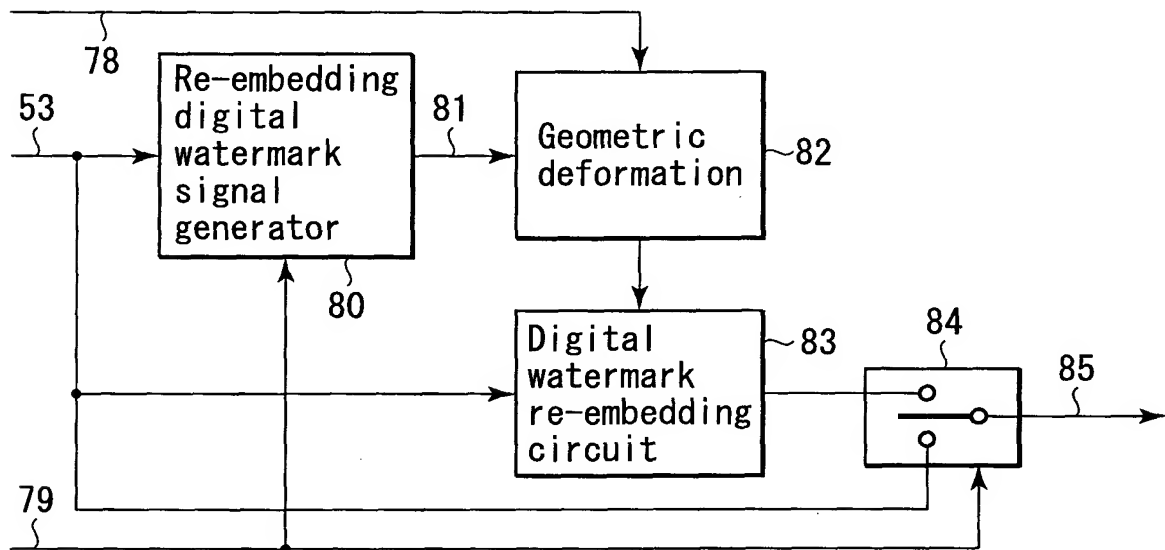 78
53
Re-embedding
digital
watermark
signal
generator
80
81
Geometric
deformation
82
Digital
watermark
re-embedding
circuit
83
84
85
79